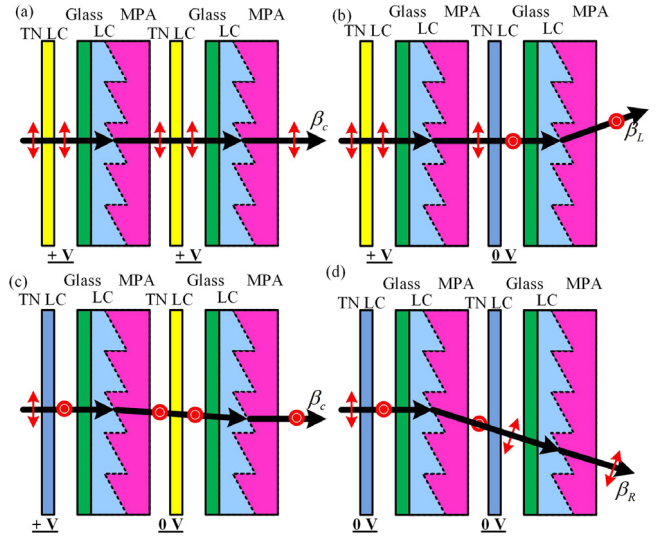 (a)
Glass MPA
TN LC LC TN LC Glass LC MPA
β_c
+ V + V
(b)
Glass MPA
TN LC LC TN LC Glass LC MPA
β_L
+ V 0 V
(c)
Glass MPA
TN LC LC TN LC Glass LC MPA
β_c
+ V 0 V
(d)
Glass MPA
TN LC LC TN LC Glass LC MPA
β_R
0 V 0 V